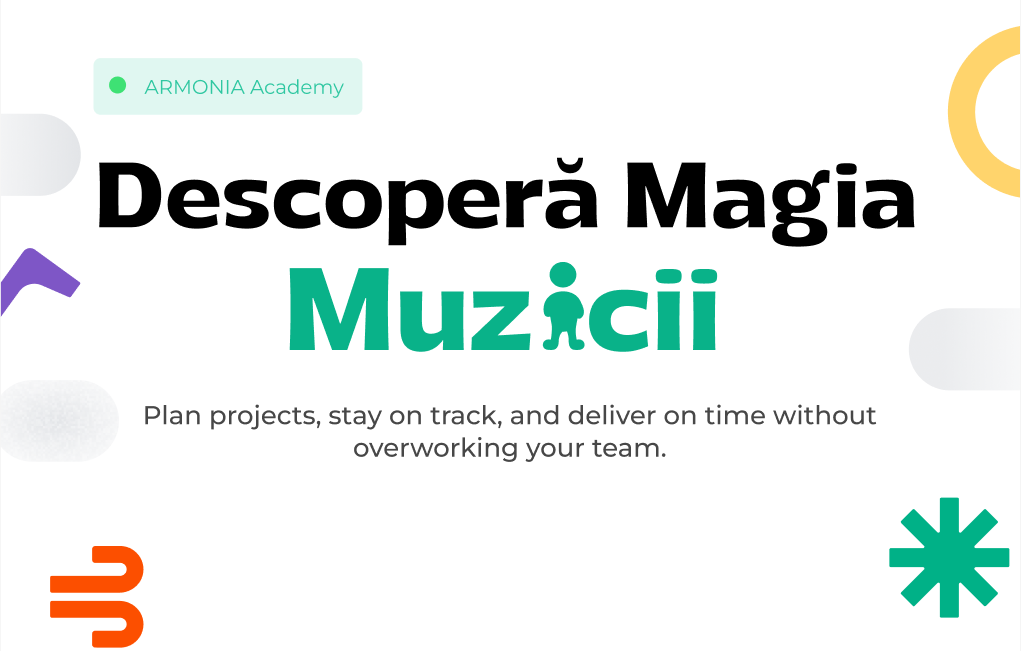 ARMONIA Academy
Descoperă Magia
Muzicii
Plan projects, stay on track, and deliver on time without
overworking your team.